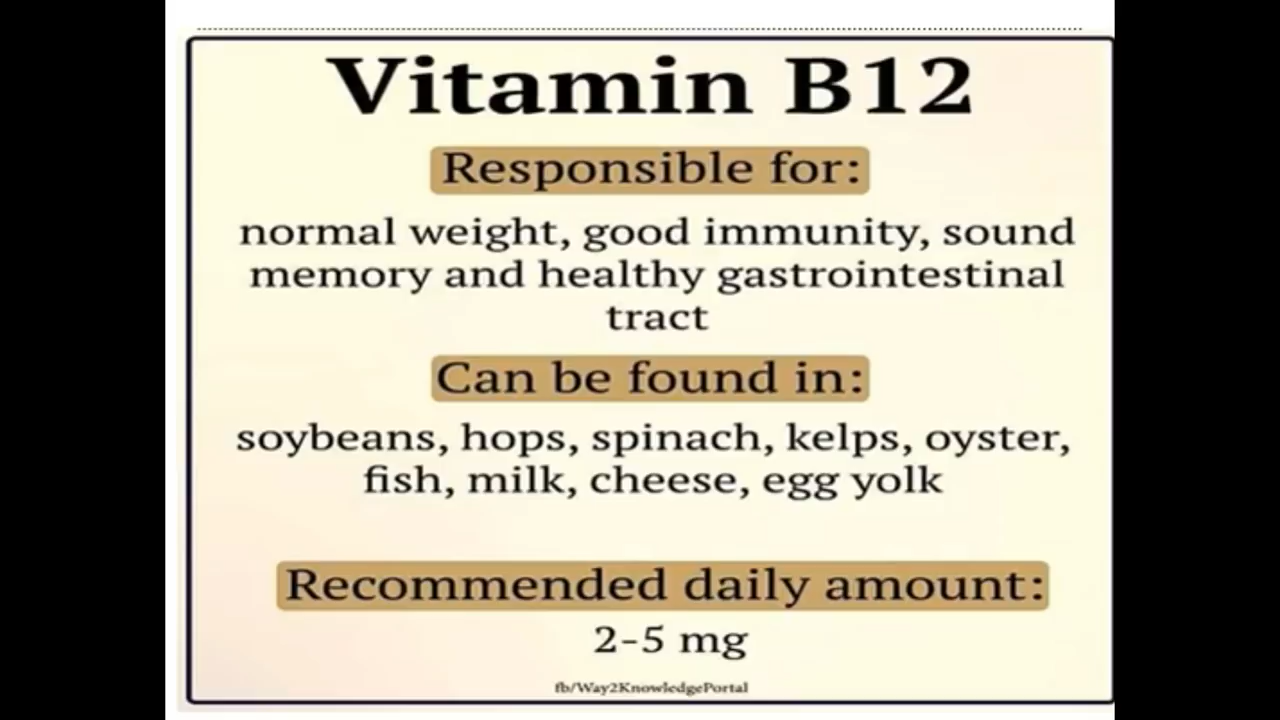 Vitamin B12
Responsible for:
normal weight, good immunity, sound
memory and healthy gastrointestinal
tract
Can be found in:
soybeans, hops, spinach, kelps, oyster,
fish, milk, cheese, egg yolk
Recommended daily amount:
2-5 mg
fb/Way2KnowledgePortal